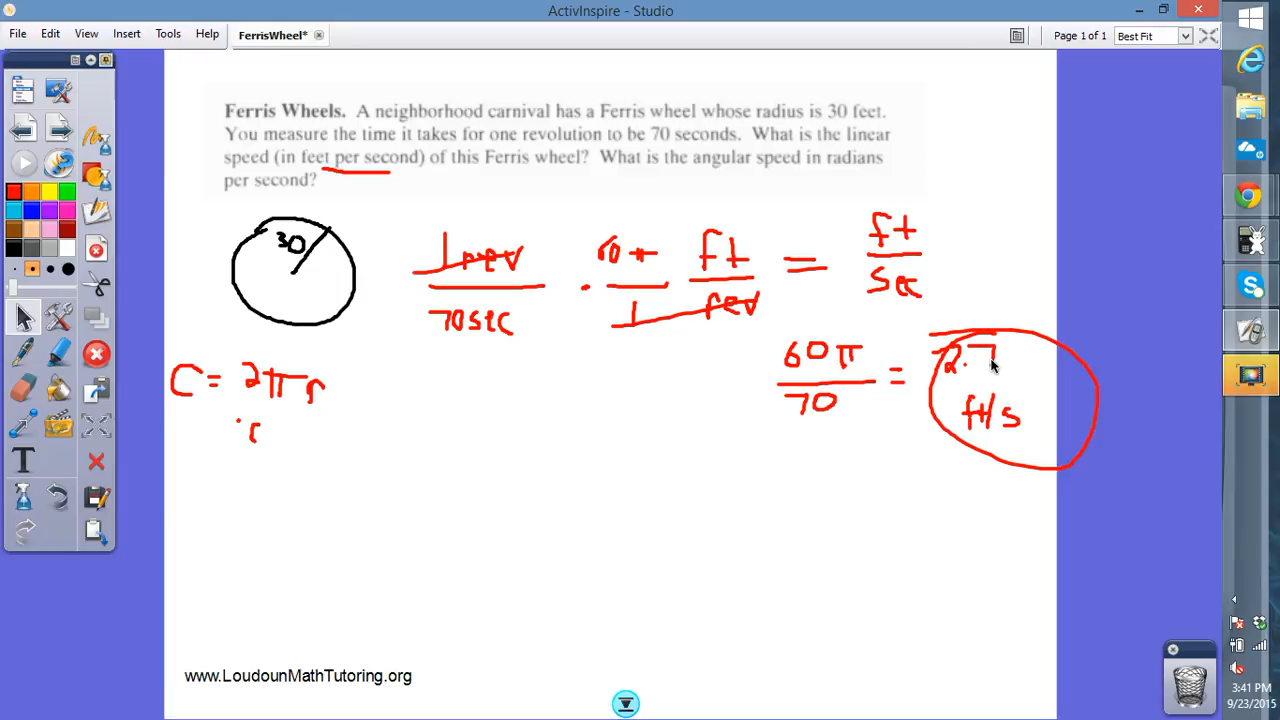 ActivInspire - Studio
File Edit View Insert Tools Help FerrisWheel* Page 1 of 1 Best Fit
Ferris Wheels. A neighborhood carnival has a Ferris wheel whose radius is 30 feet.
You measure the time it takes for one revolution to be 70 seconds. What is the linear
speed (in feet per second) of this Ferris wheel? What is the angular speed in radians
per second?
30
1 rev 60π ft = ft
70 sec · 1 rev sec
C = 2πr
60π = 2.7
70 ft/s
T
www.LoudounMathTutoring.org
3:41 PM
9/23/2015